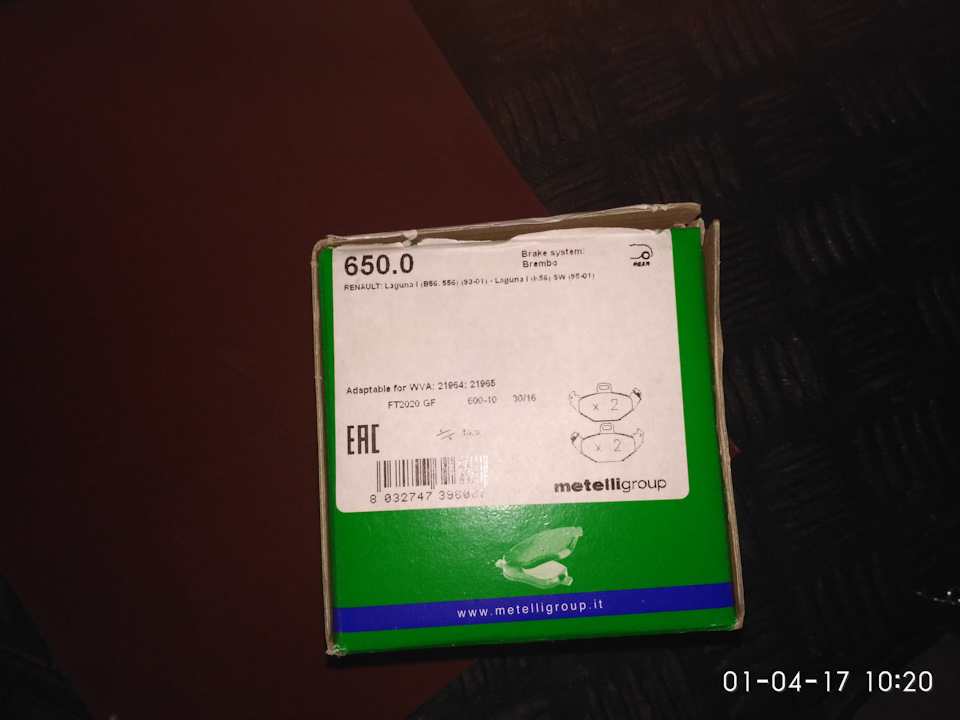 650.0
Brake system:
Brembo
REAR
RENAULT: Laguna I (B56, 556) (93-01) - Laguna I (K56) SW (95-01)
Adaptable for WVA: 21964; 21965
FT2020 GF 600-10 30/16
x 2
EAC
x 2
8 032747
metelligroup
www.metelligroup.it
01-04-17 10:20